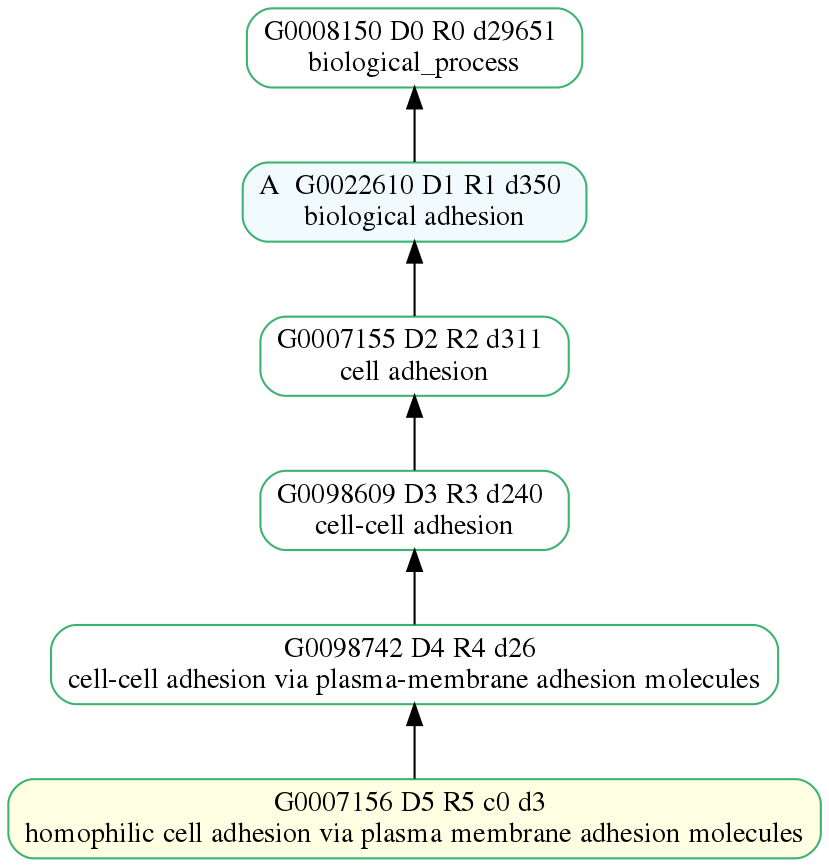 G0008150 D0 R0 d29651
biological_process
A G0022610 D1 R1 d350
biological adhesion
G0007155 D2 R2 d311
cell adhesion
G0098609 D3 R3 d240
cell-cell adhesion
G0098742 D4 R4 d26
cell-cell adhesion via plasma-membrane adhesion molecules
G0007156 D5 R5 c0 d3
homophilic cell adhesion via plasma membrane adhesion molecules